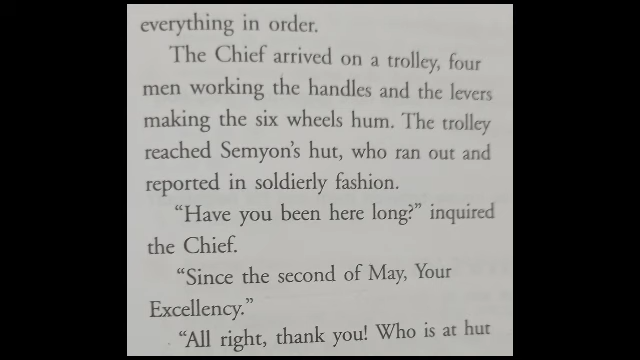 everything in order.
The Chief arrived on a trolley, four
men working the handles and the levers
making the six wheels hum. The trolley
reached Semyon's hut, who ran out and
reported in soldierly fashion.
“Have you been here long?” inquired
the Chief.
“Since the second of May, Your
Excellency.”
“All right, thank you! Who is at hut